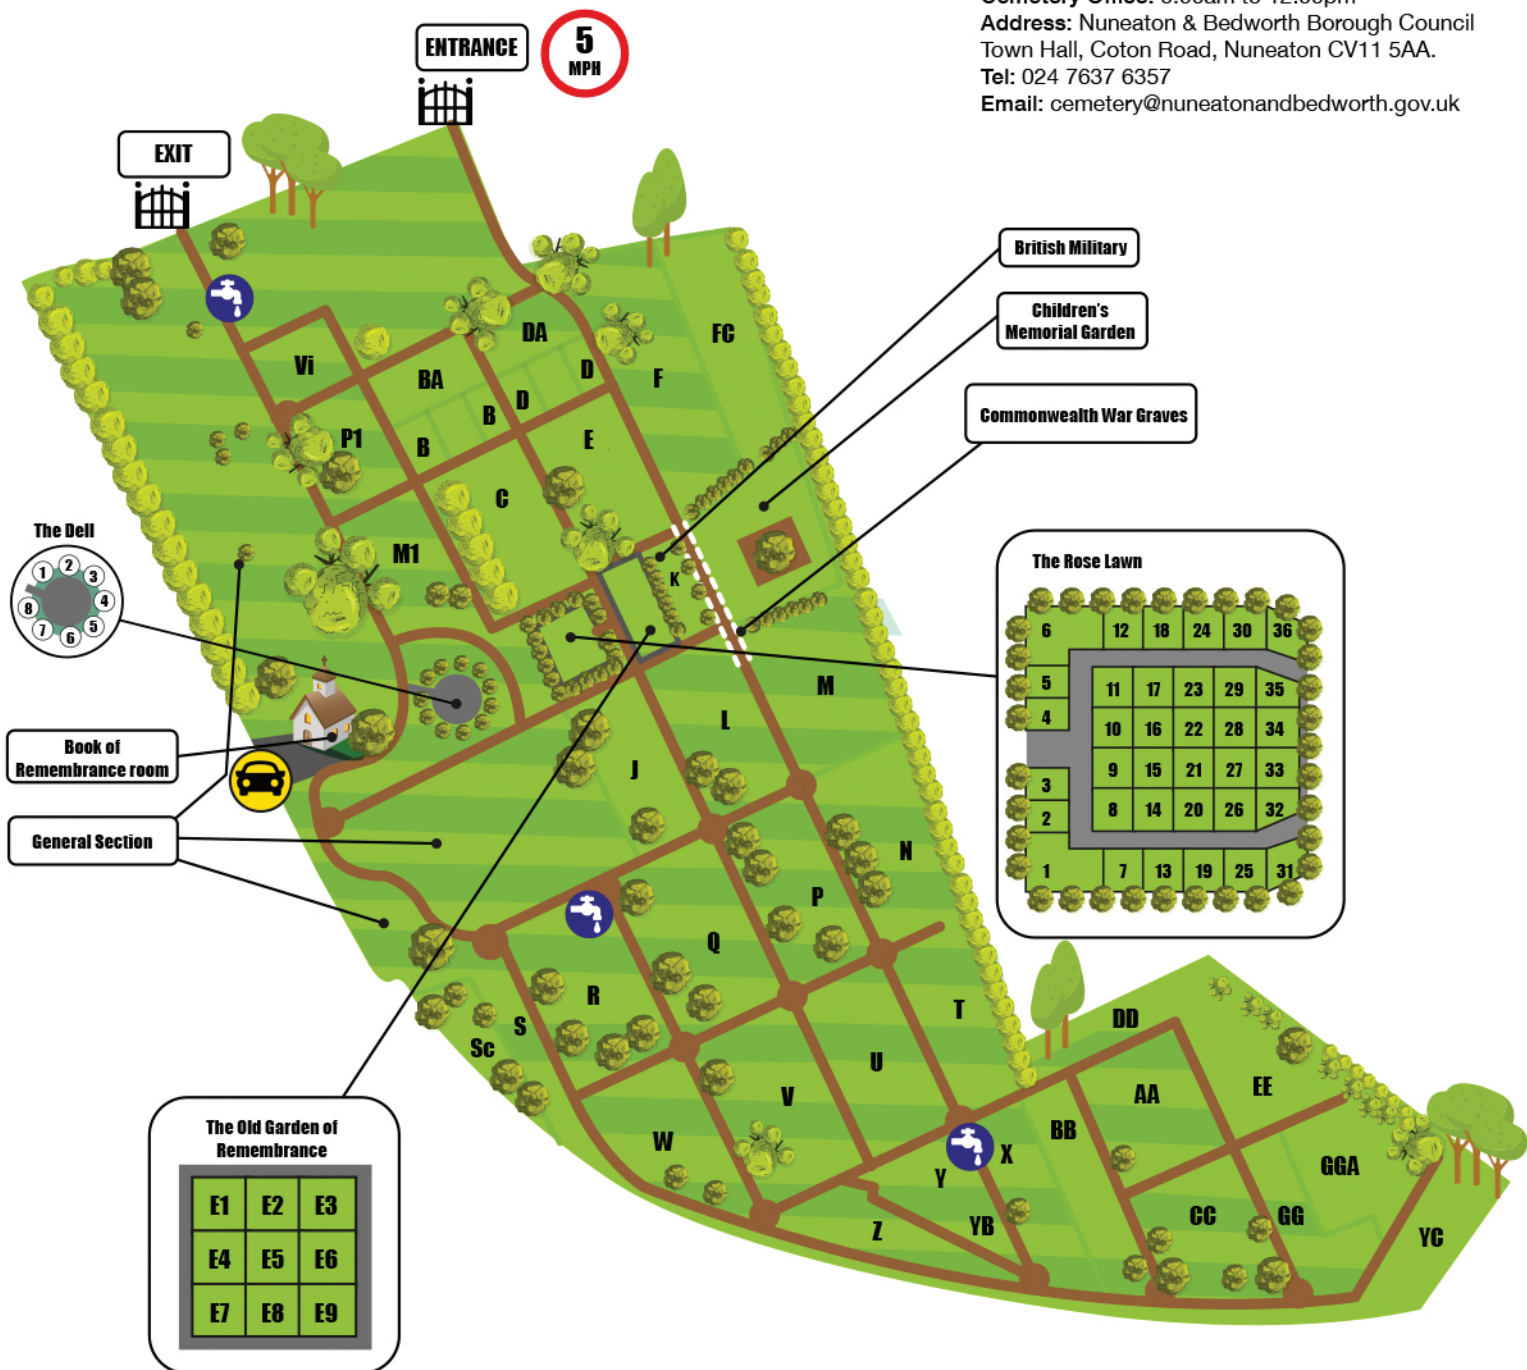 Address: Nuneaton & Bedworth Borough Council
Town Hall, Coton Road, Nuneaton CV11 5AA.
Tel: 024 7637 6357
Email: cemetery@nuneatonandbedworth.gov.uk
ENTRANCE
5
MPH
EXIT
British Military
Children's
Memorial Garden
Commonwealth War Graves
FC
DA
Vi
BA
D
F
D
B
P1
B
E
C
M1
K
The Dell
1
2
3
4
5
6
7
8
The Rose Lawn
6
12
18
24
30
36
5
11
17
23
29
35
4
10
16
22
28
34
9
15
21
27
33
3
2
8
14
20
26
32
1
7
13
19
25
31
M
L
J
Book of
Remembrance room
General Section
N
P
Q
R
S
Sc
T
U
V
W
X
Y
YB
Z
DD
AA
EE
BB
GGA
CC
GG
YC
The Old Garden of
Remembrance
E1
E2
E3
E4
E5
E6
E7
E8
E9